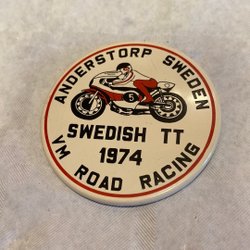 ANDERSTORP SWEDEN
5
SWEDISH TT
1974
VM ROAD RACING